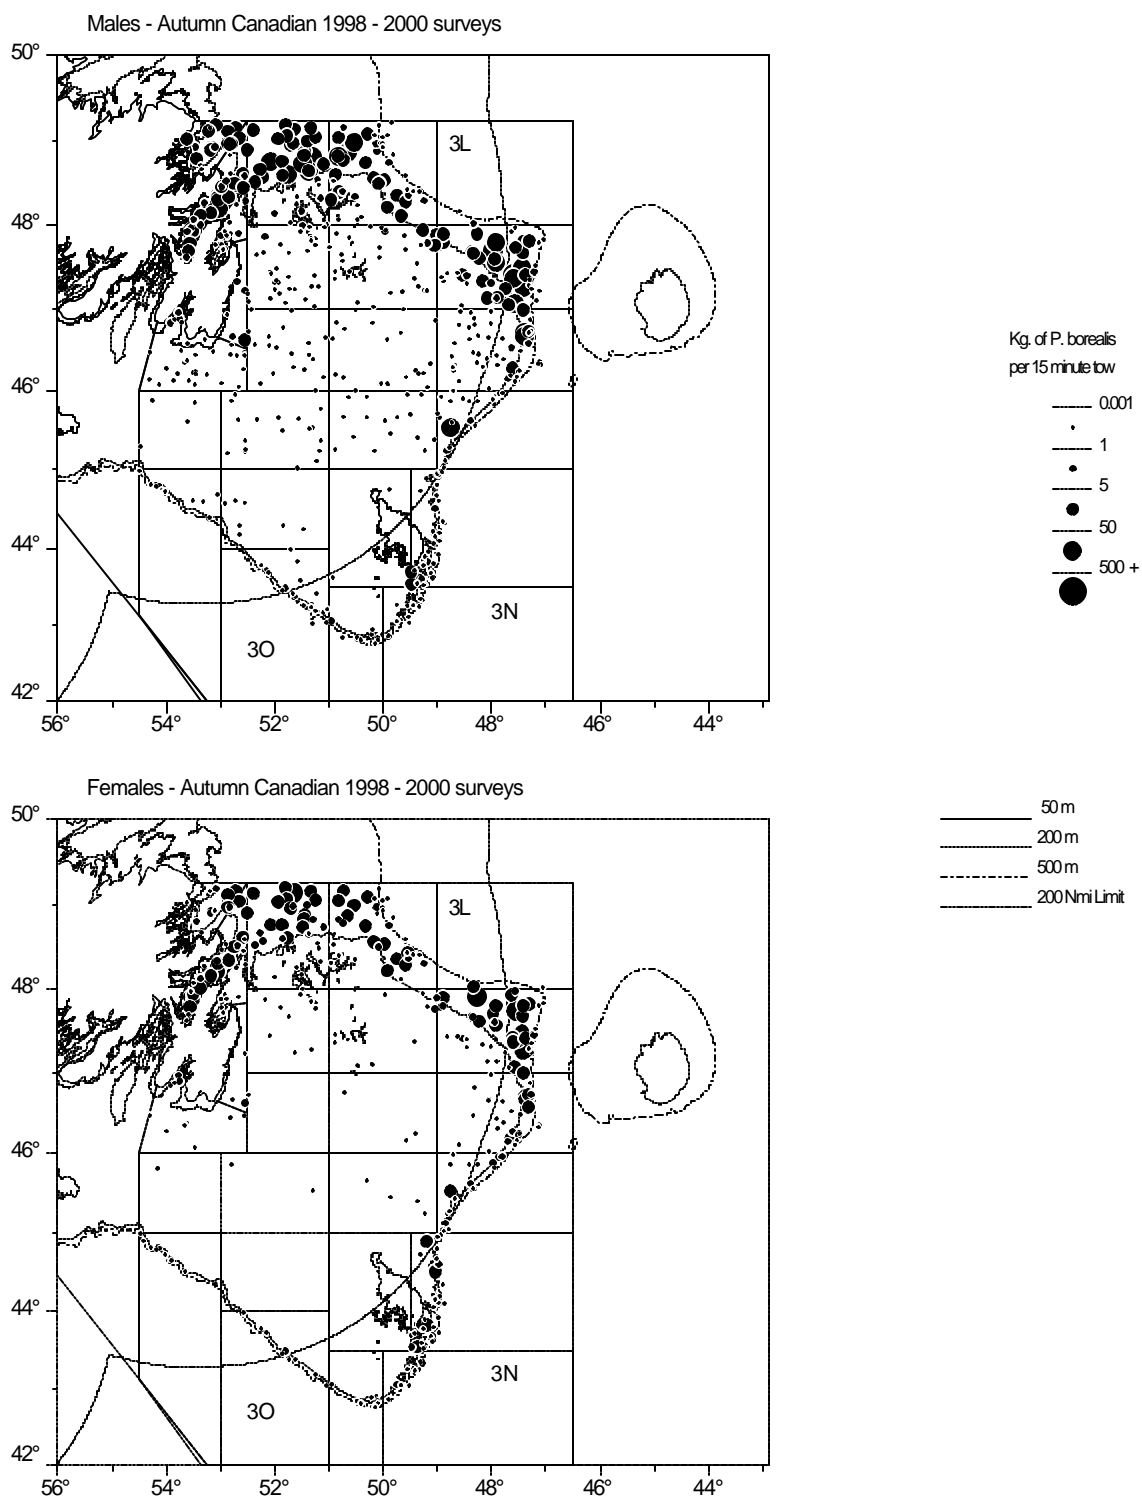 Males - Autumn Canadian 1998 - 2000 surveys
50°
3L
48°
46°
44°
3N
3O
42°
56° 54° 52° 50° 48° 46° 44°
Kg. of P. borealis
per 15 minute tow
0.001
1
5
50
500 +
Females - Autumn Canadian 1998 - 2000 surveys
50°
3L
48°
46°
44°
3N
3O
42°
56° 54° 52° 50° 48° 46° 44°
50 m
200 m
500 m
200 Nmi Limit